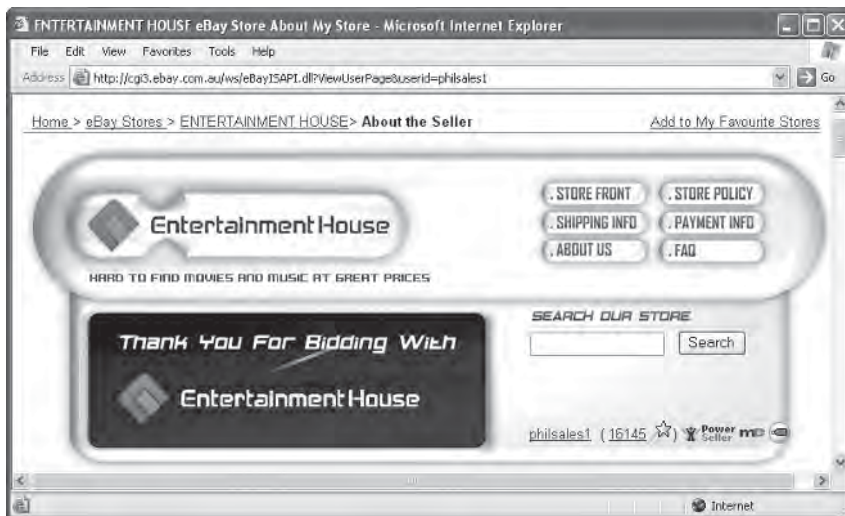 ENTERTAINMENT HOUSE eBay Store About My Store - Microsoft Internet Explorer
File Edit View Favorites Tools Help
Address http://cgi3.ebay.com.au/ws/eBayISAPI.dll?ViewUserPage&userid=philsales1 Go
Home > eBay Stores > ENTERTAINMENT HOUSE> About the Seller Add to My Favourite Stores
. STORE FRONT . STORE POLICY
Entertainment House . SHIPPING INFO . PAYMENT INFO
. ABOUT US . FAQ
HARD TO FIND MOVIES AND MUSIC AT GREAT PRICES
SEARCH OUR STORE
Thank You For Bidding With
Search
Entertainment House
philsales1 ( 16145 ) Power Seller me
Internet